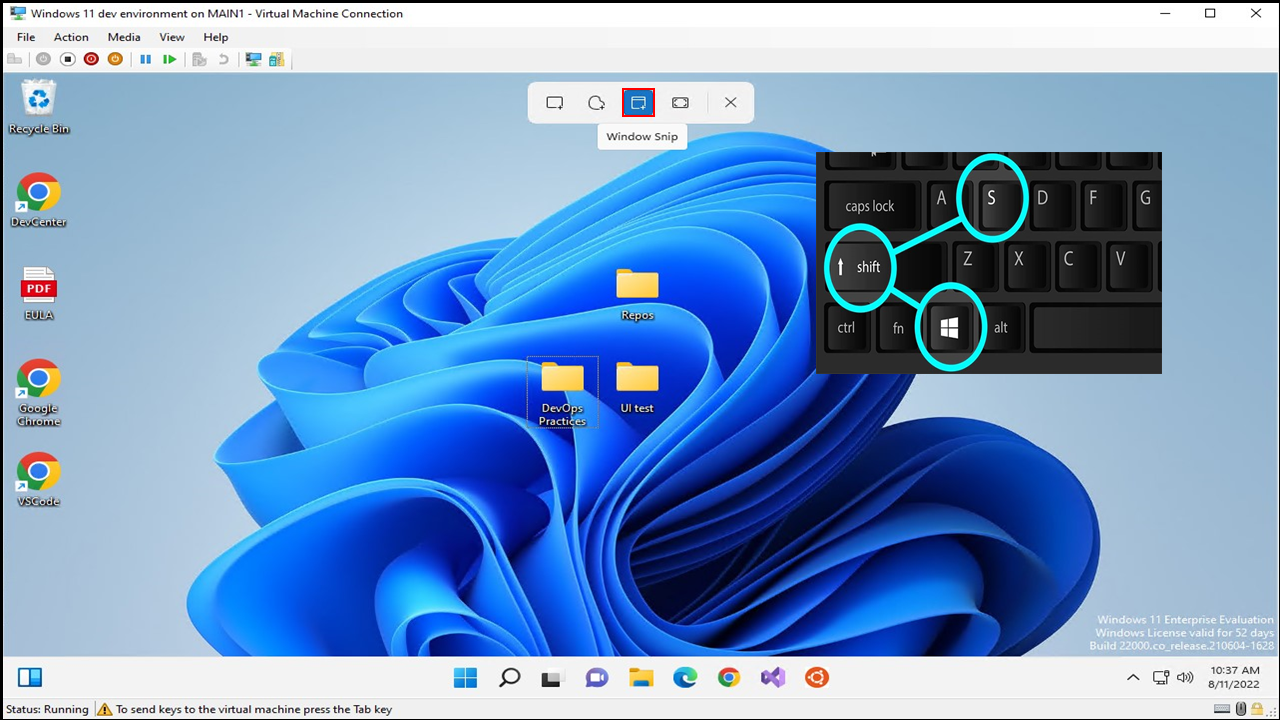 Windows 11 dev environment on MAIN1 - Virtual Machine Connection
File Action Media View Help
Recycle Bin
Window Snip
DevCenter
PDF
EULA
Google
Chrome
VSCode
Repos
DevOps
Practices
UI test
caps lock A S D F G
shift Z X C V
ctrl fn alt
Windows 11 Enterprise Evaluation
Windows License valid for 52 days
Build 22000.co_release.210604-1628
10:37 AM
8/11/2022
Status: Running To send keys to the virtual machine press the Tab key